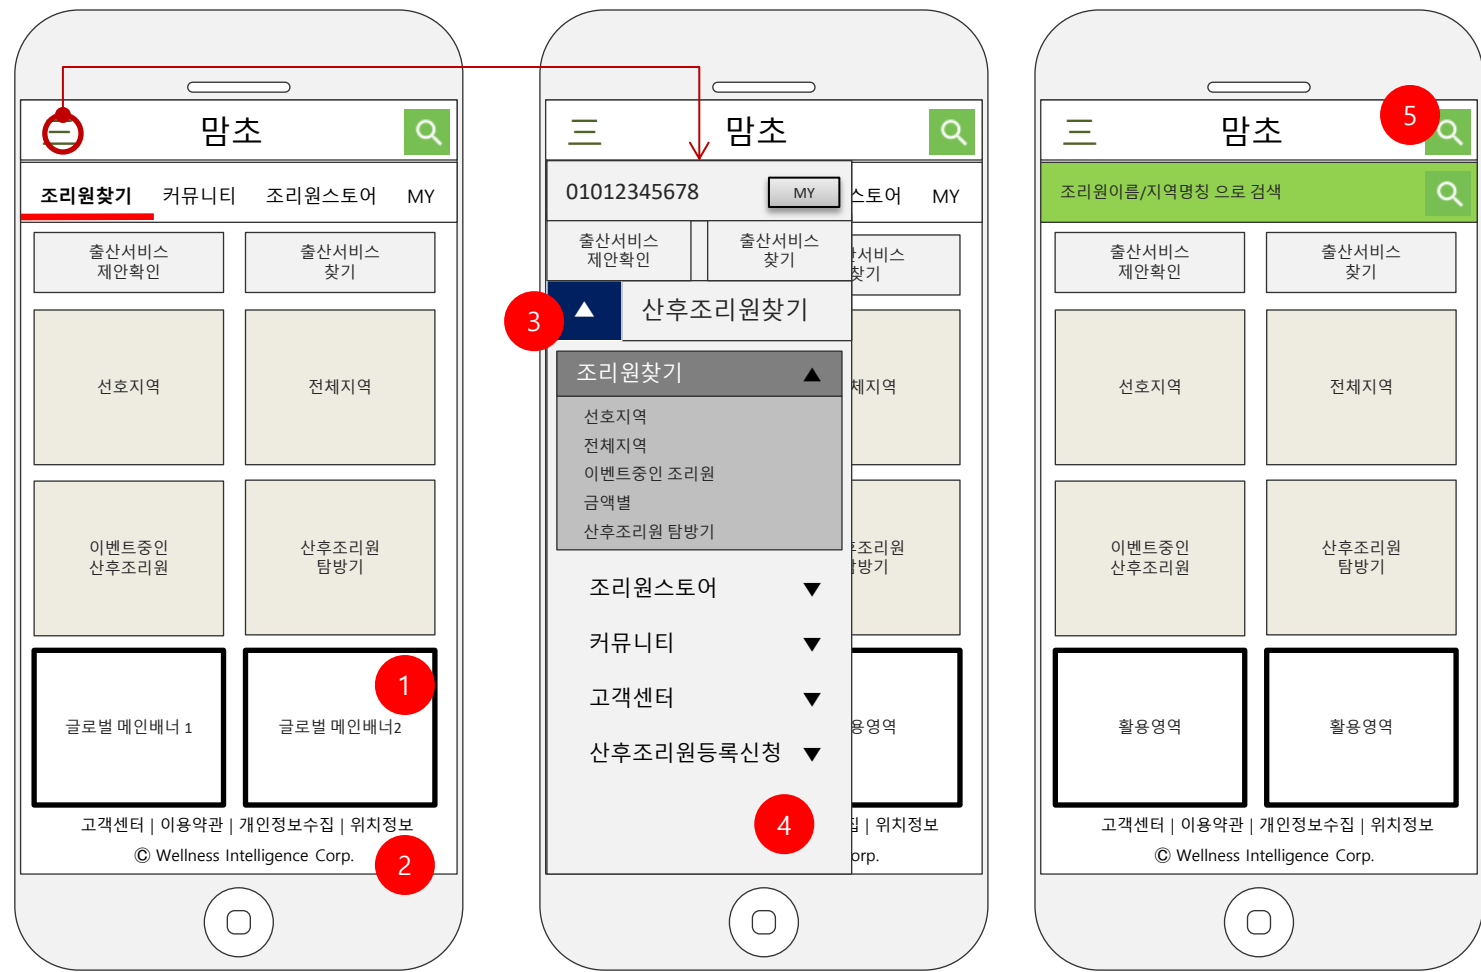 맘초
조리원찾기 커뮤니티 조리원스토어 MY
출산서비스
제안확인
출산서비스
찾기
선호지역
전체지역
이벤트중인
산후조리원
산후조리원
탐방기
글로벌 메인배너 1
글로벌 메인배너2
1
고객센터 | 이용약관 | 개인정보수집 | 위치정보
Ⓒ Wellness Intelligence Corp.
2
맘초
01012345678
MY
스토어 MY
출산서비스
제안확인
출산서비스
찾기
서비스
찾기
3
▲
산후조리원찾기
조리원찾기 ▲
선호지역
전체지역
이벤트중인 조리원
금액별
산후조리원 탐방기
체지역
조리원
방기
조리원스토어 ▼
커뮤니티 ▼
고객센터 ▼
산후조리원등록신청 ▼
용영역
4
집 | 위치정보
orp.
맘초
5
조리원이름/지역명칭 으로 검색
출산서비스
제안확인
출산서비스
찾기
선호지역
전체지역
이벤트중인
산후조리원
산후조리원
탐방기
활용영역
활용영역
고객센터 | 이용약관 | 개인정보수집 | 위치정보
Ⓒ Wellness Intelligence Corp.